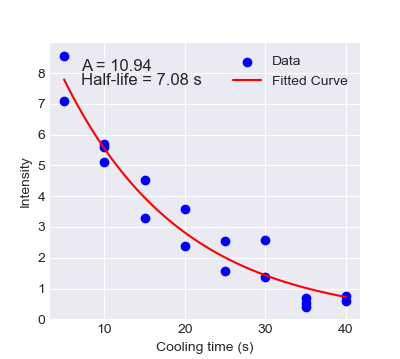 A = 10.94
Half-life = 7.08 s
Data
Fitted Curve
8
7
6
5
4
3
2
1
0
Intensity
10
20
30
40
Cooling time (s)